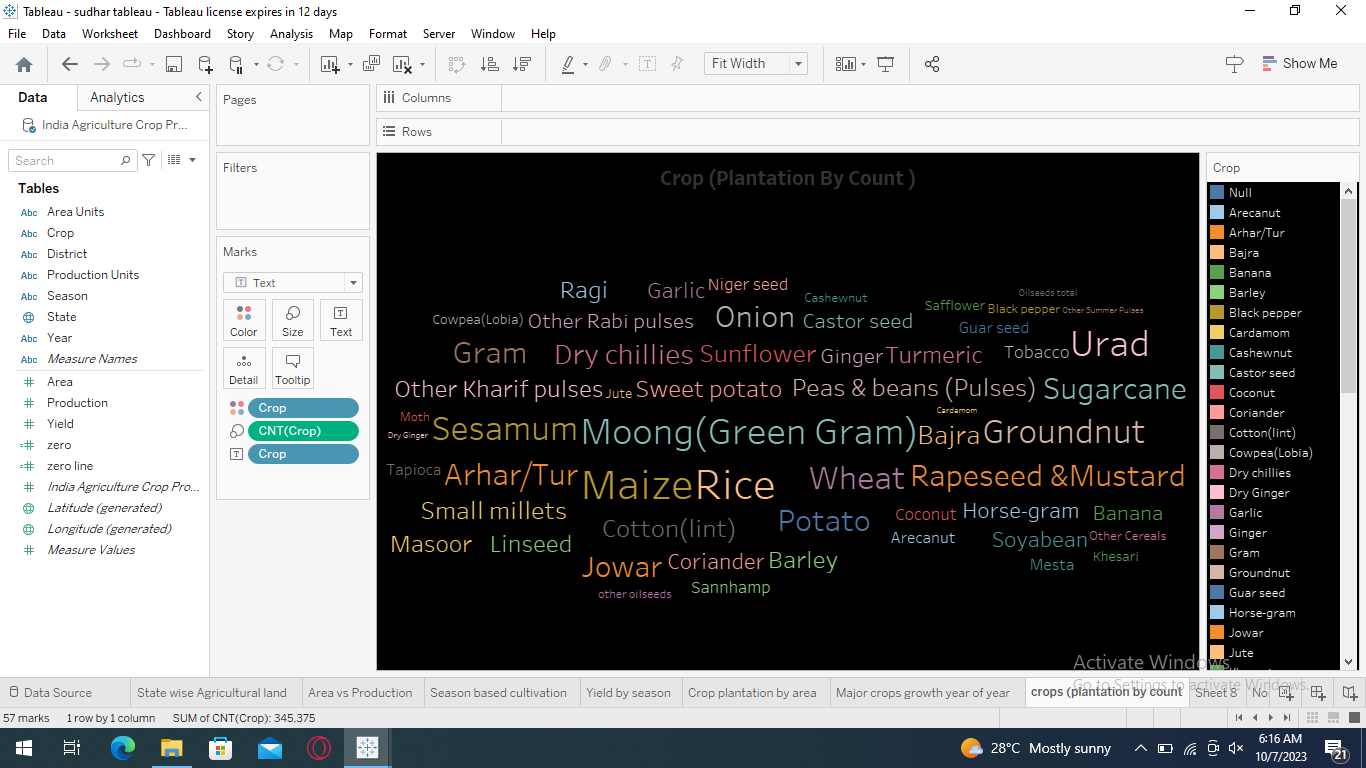 Tableau - sudhar tableau - Tableau license expires in 12 days
File Data Worksheet Dashboard Story Analysis Map Format Server Window Help
Fit Width
Show Me
Data Analytics
India Agriculture Crop Pr...
Search
Tables
Abc Area Units
Abc Crop
Abc District
Abc Production Units
Abc Season
State
Abc Year
Measure Names
Area
Production
Yield
zero
zero line
India Agriculture Crop Pro...
Latitude (generated)
Longitude (generated)
Measure Values
Pages
Filters
Marks
Text
Color Size Text
Detail Tooltip
Crop
CNT(Crop)
Crop
Columns
Rows
Crop (Plantation By Count )
Ragi Garlic Niger seed Cashewnut Oilseeds total
Cowpea(Lobia) Other Rabi pulses Onion Castor seed Safflower Black pepper Other Summer Pulses
Guar seed
Gram Dry chillies Sunflower Ginger Turmeric Tobacco Urad
Other Kharif pulses Jute Sweet potato Peas & beans (Pulses) Sugarcane
Moth Cardamom
Dry Ginger Sesamum Moong(Green Gram) Bajra Groundnut
Tapioca Arhar/Tur Maize Rice Wheat Rapeseed &Mustard
Small millets Cotton(lint) Potato Coconut Horse-gram Banana
Masoor Linseed Arecanut Soyabean Other Cereals
Jowar Coriander Barley Mesta Khesari
other oilseeds Sannhamp
Crop
Null
Arecanut
Arhar/Tur
Bajra
Banana
Barley
Black pepper
Cardamom
Cashewnut
Castor seed
Coconut
Coriander
Cotton(lint)
Cowpea(Lobia)
Dry chillies
Dry Ginger
Garlic
Ginger
Gram
Groundnut
Guar seed
Horse-gram
Jowar
Jute
Activate Windows
Go to Settings to activate Windows.
Data Source State wise Agricultural land Area vs Production Season based cultivation Yield by season Crop plantation by area Major crops growth year of year crops (plantation by count Sheet 8 No
57 marks 1 row by 1 column SUM of CNT(Crop): 345,375
28°C Mostly sunny
6:16 AM
10/7/2023
21